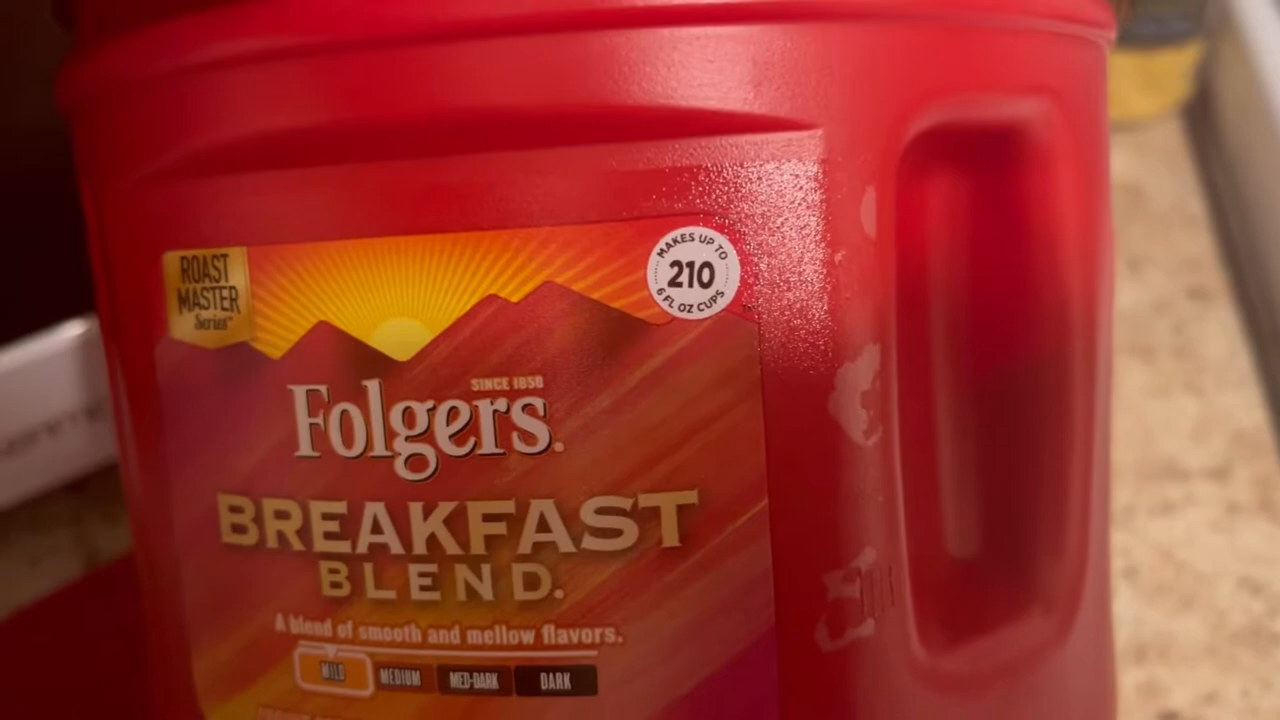 ROAST
MASTER
Series™
MAKES UP TO
210
6 FL OZ CUPS
SINCE 1850
Folgers.
BREAKFAST
BLEND.
A blend of smooth and mellow flavors.
MILD MEDIUM MED-DARK DARK